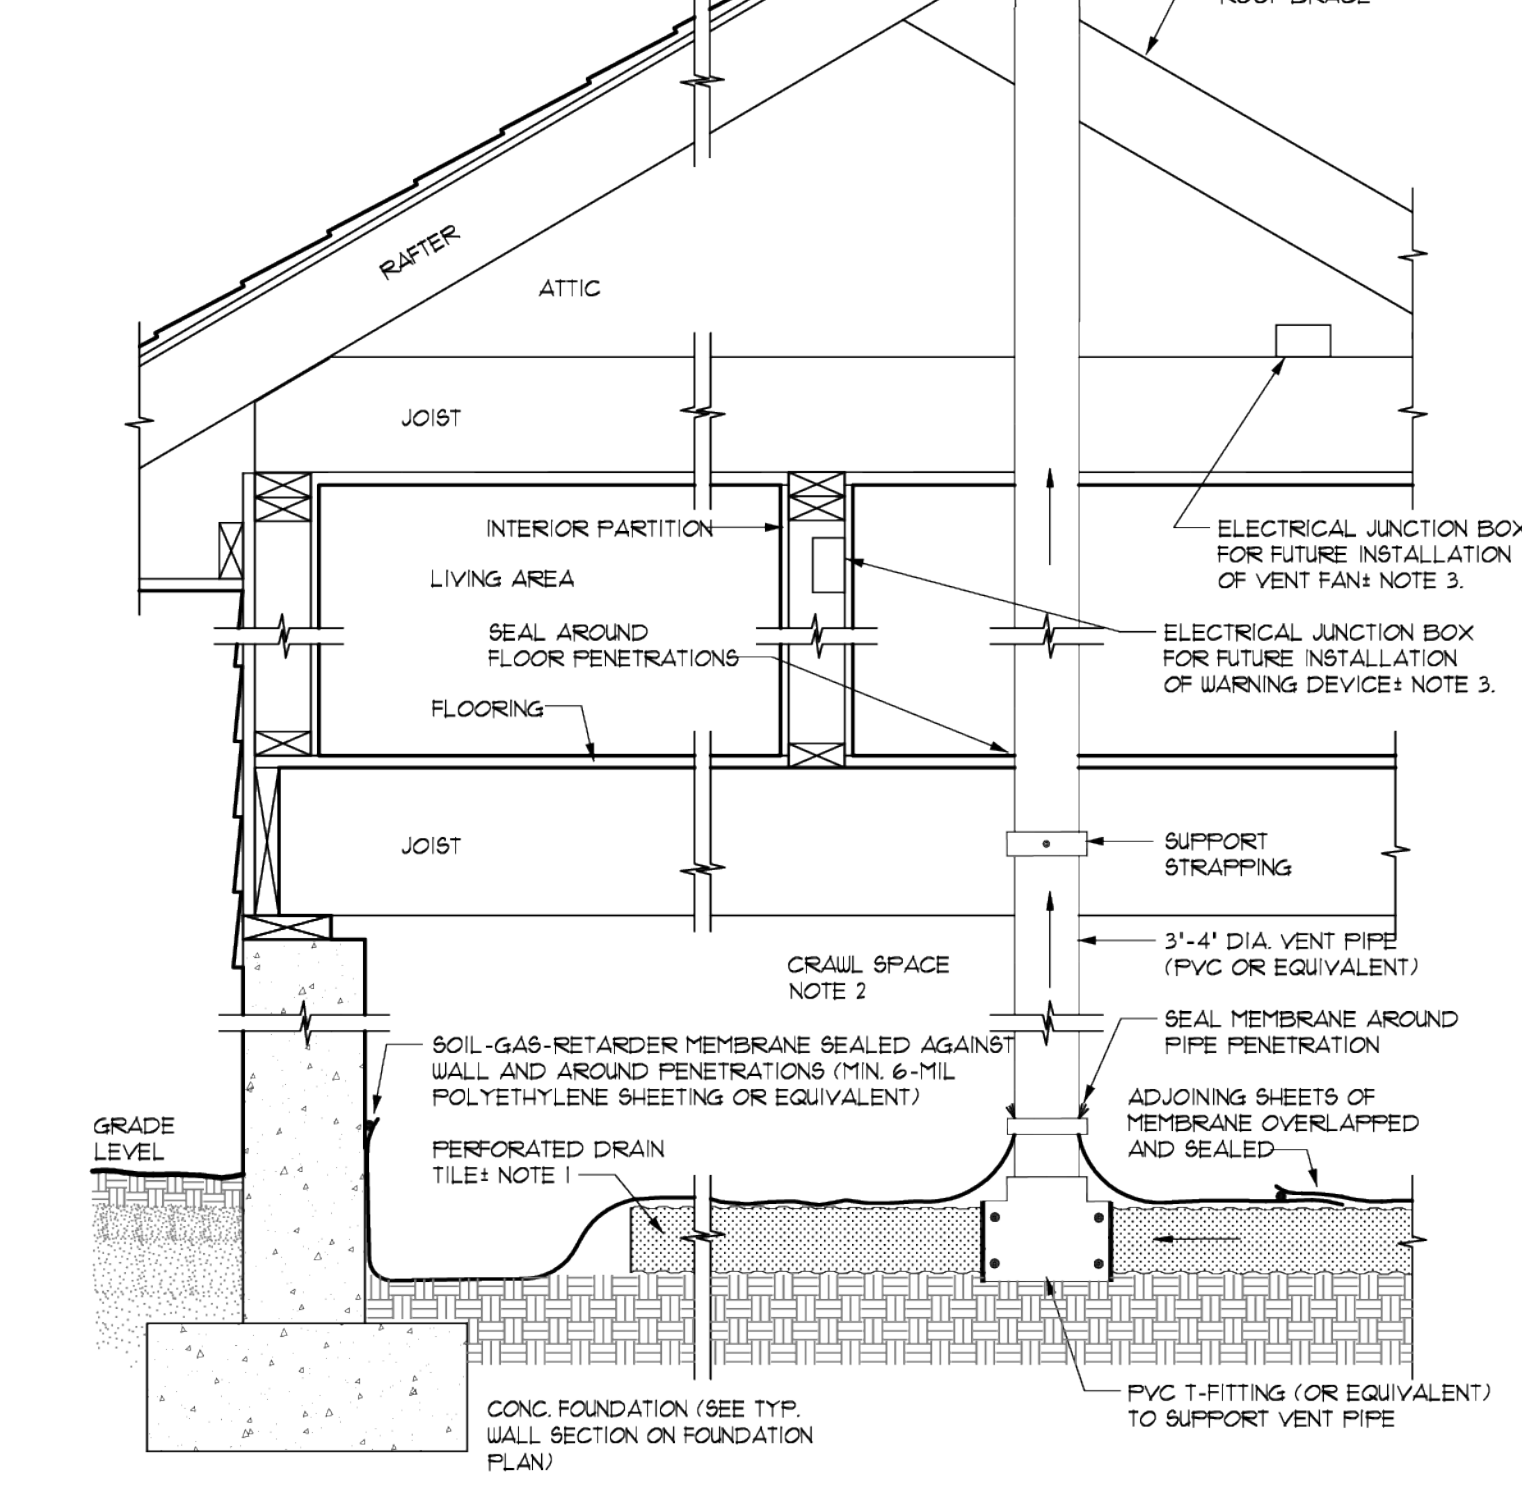 ROOF BRACE
RAFTER
ATTIC
JOIST
INTERIOR PARTITION
LIVING AREA
ELECTRICAL JUNCTION BOX
FOR FUTURE INSTALLATION
OF VENT FAN± NOTE 3.
SEAL AROUND
FLOOR PENETRATIONS
ELECTRICAL JUNCTION BOX
FOR FUTURE INSTALLATION
OF WARNING DEVICE± NOTE 3.
FLOORING
JOIST
SUPPORT
STRAPPING
3"-4" DIA. VENT PIPE
(PVC OR EQUIVALENT)
CRAWL SPACE
NOTE 2
SEAL MEMBRANE AROUND
PIPE PENETRATION
SOIL-GAS-RETARDER MEMBRANE SEALED AGAINST
WALL AND AROUND PENETRATIONS (MIN. 6-MIL
POLYETHYLENE SHEETING OR EQUIVALENT)
ADJOINING SHEETS OF
MEMBRANE OVERLAPPED
AND SEALED
GRADE
LEVEL
PERFORATED DRAIN
TILE± NOTE 1
PVC T-FITTING (OR EQUIVALENT)
TO SUPPORT VENT PIPE
CONC. FOUNDATION (SEE TYP.
WALL SECTION ON FOUNDATION
PLAN)